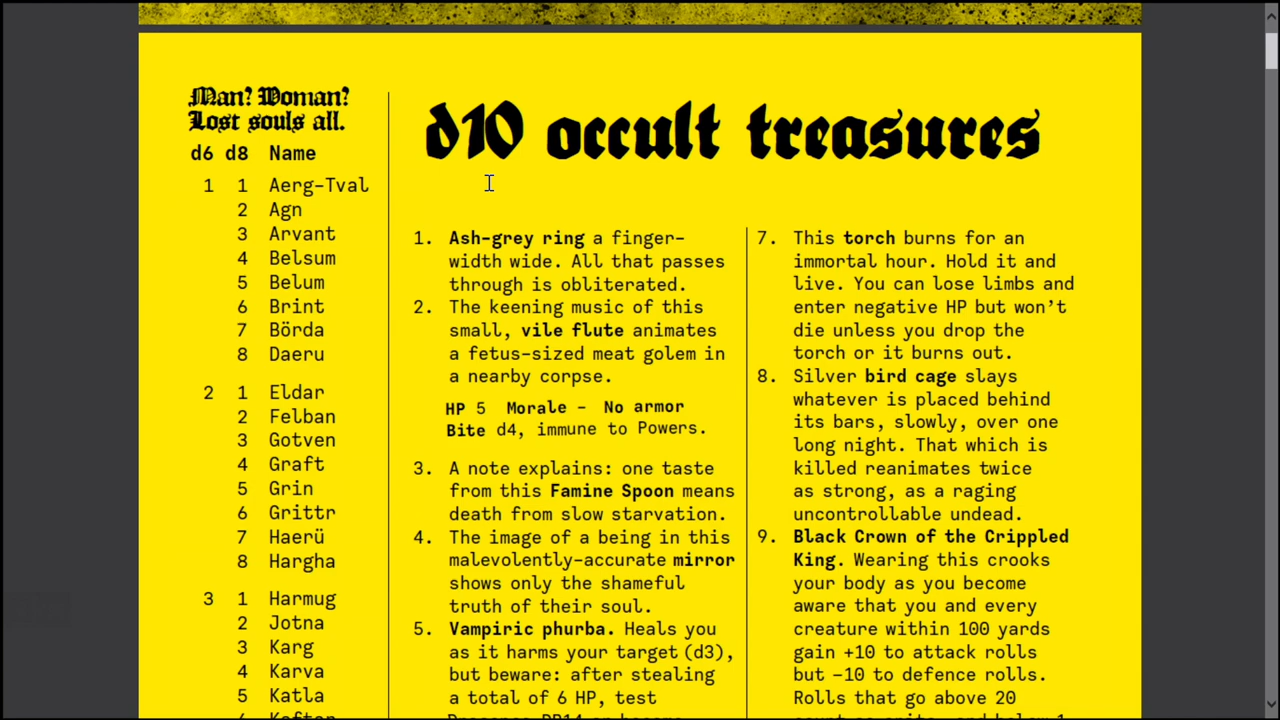 Man? Woman?
Lost souls all.
d6 d8 Name
1 1 Aerg-Tval
2 Agn
3 Arvant
4 Belsum
5 Belum
6 Brint
7 Börda
8 Daeru
2 1 Eldar
2 Felban
3 Gotven
4 Graft
5 Grin
6 Grittr
7 Haerü
8 Hargha
3 1 Harmug
2 Jotna
3 Karg
4 Karva
5 Katla
d10 occult treasures
1. Ash-grey ring a finger-
width wide. All that passes
through is obliterated.
2. The keening music of this
small, vile flute animates
a fetus-sized meat golem in
a nearby corpse.
HP 5 Morale - No armor
Bite d4, immune to Powers.
3. A note explains: one taste
from this Famine Spoon means
death from slow starvation.
4. The image of a being in this
malevolently-accurate mirror
shows only the shameful
truth of their soul.
5. Vampiric phurba. Heals you
as it harms your target (d3),
but beware: after stealing
a total of 6 HP, test
7. This torch burns for an
immortal hour. Hold it and
live. You can lose limbs and
enter negative HP but won't
die unless you drop the
torch or it burns out.
8. Silver bird cage slays
whatever is placed behind
its bars, slowly, over one
long night. That which is
killed reanimates twice
as strong, as a raging
uncontrollable undead.
9. Black Crown of the Crippled
King. Wearing this crooks
your body as you become
aware that you and every
creature within 100 yards
gain +10 to attack rolls
but -10 to defence rolls.
Rolls that go above 20